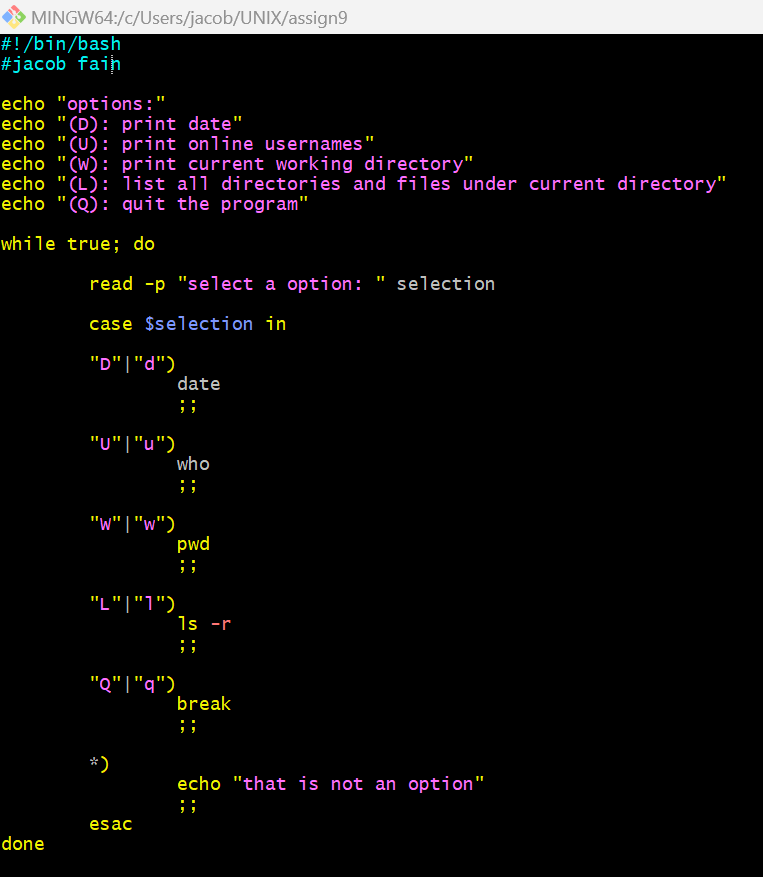 MINGW64:/c/Users/jacob/UNIX/assign9
#!/bin/bash
#jacob fain
echo "options:"
echo "(D): print date"
echo "(U): print online usernames"
echo "(W): print current working directory"
echo "(L): list all directories and files under current directory"
echo "(Q): quit the program"
while true; do
read -p "select a option: " selection
case $selection in
"D"|"d")
date
;;
"U"|"u")
who
;;
"W"|"w")
pwd
;;
"L"|"l")
ls -r
;;
"Q"|"q")
break
;;
*)
echo "that is not an option"
;;
esac
done